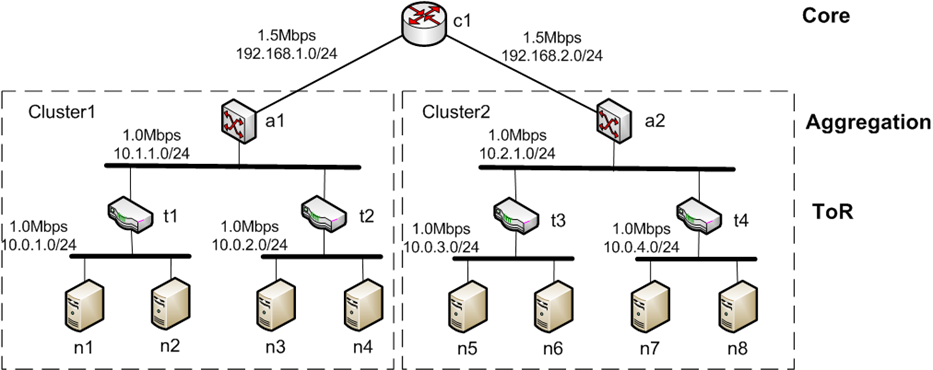 c1
Core
1.5Mbps
192.168.1.0/24
1.5Mbps
192.168.2.0/24
Cluster1
a1
Cluster2
a2
Aggregation
1.0Mbps
10.1.1.0/24
1.0Mbps
10.2.1.0/24
t1
t2
t3
t4
ToR
1.0Mbps
10.0.1.0/24
1.0Mbps
10.0.2.0/24
1.0Mbps
10.0.3.0/24
1.0Mbps
10.0.4.0/24
n1
n2
n3
n4
n5
n6
n7
n8